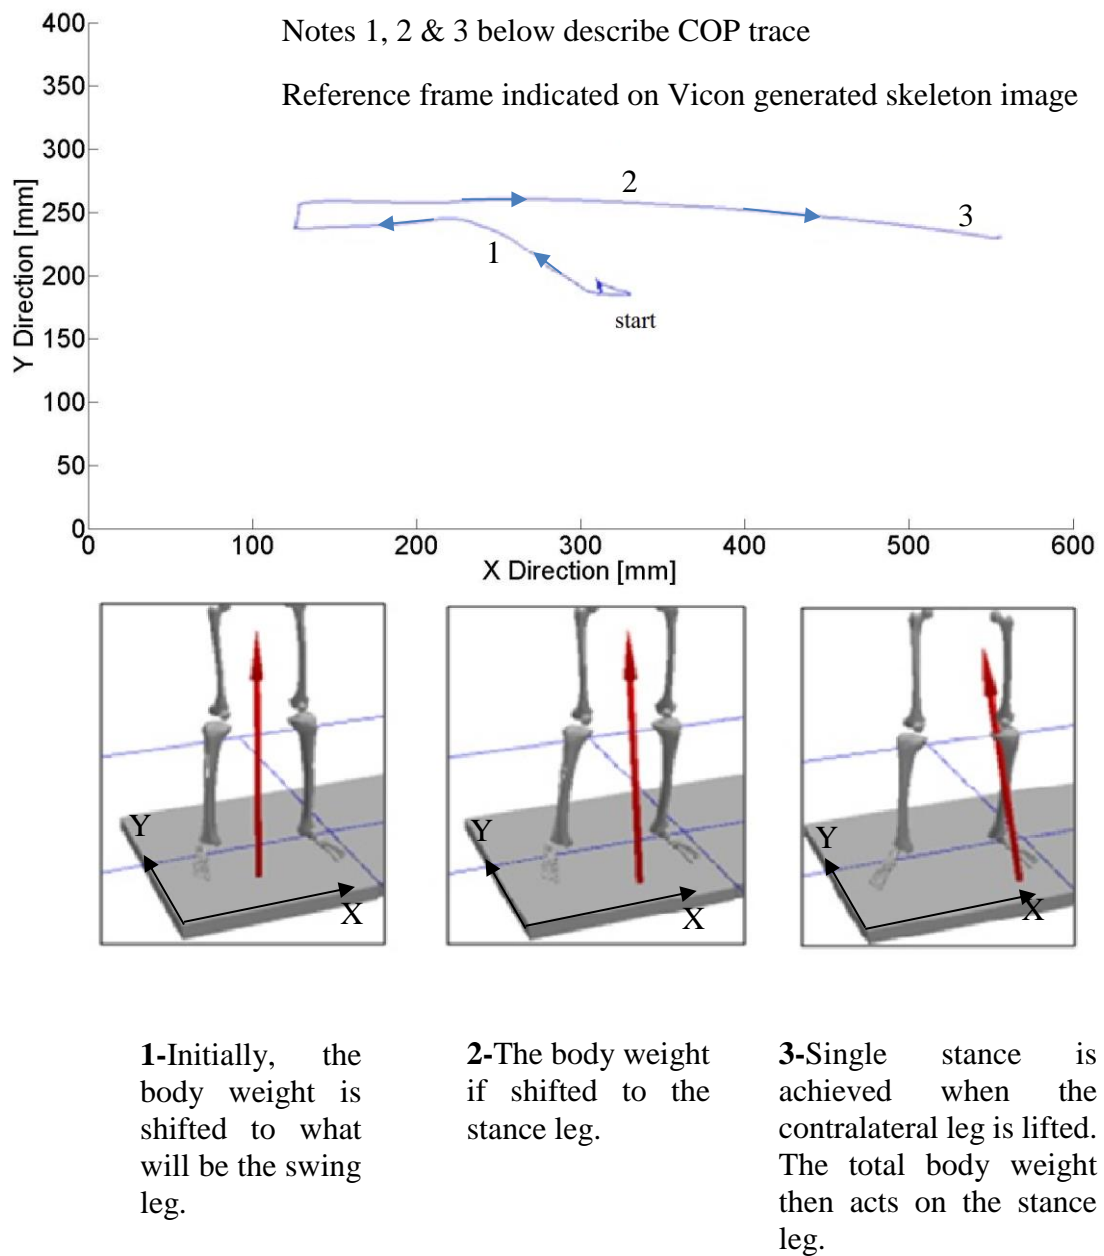 400
Notes 1, 2 & 3 below describe COP trace
350
Reference frame indicated on Vicon generated skeleton image
300
250
200
150
100
50
0
Y Direction [mm]
2
3
1
start
0 100 200 300 400 500 600
X Direction [mm]
Y
X
Y
X
Y
X
1-Initially, the
body weight is
shifted to what
will be the swing
leg.
2-The body weight
if shifted to the
stance leg.
3-Single stance is
achieved when the
contralateral leg is lifted.
The total body weight
then acts on the stance
leg.